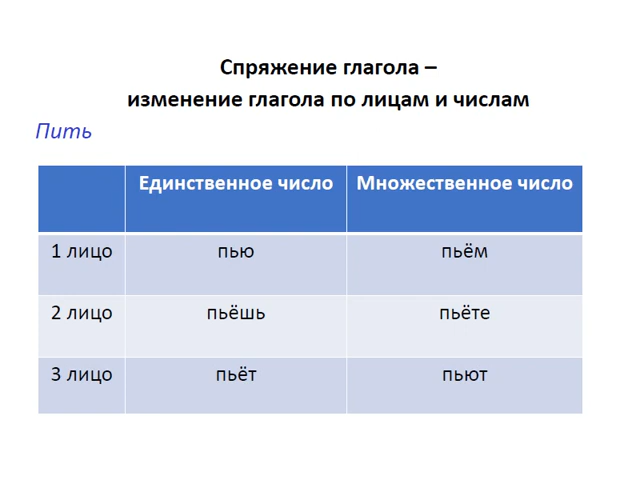 Спряжение глагола –
изменение глагола по лицам и числам
Пить
Единственное число Множественное число
1 лицо пью пьём
2 лицо пьёшь пьёте
3 лицо пьёт пьют